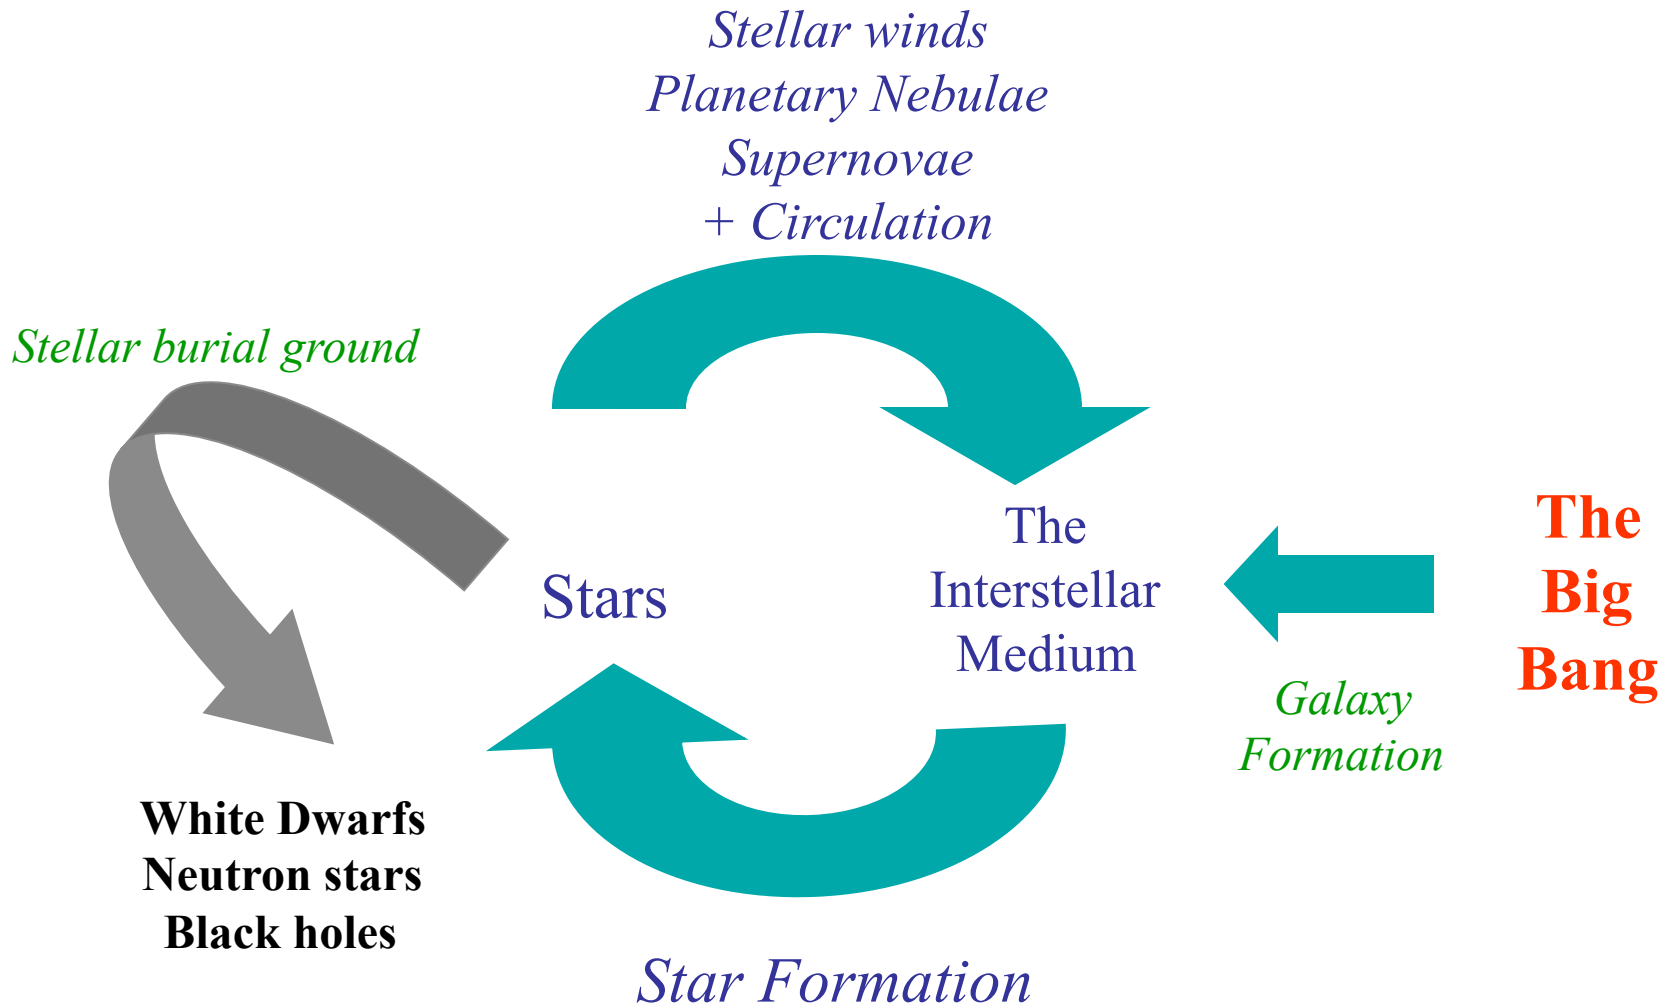 Stellar winds
Planetary Nebulae
Supernovae
+ Circulation
Stellar burial ground
Stars
The
Interstellar
Medium
The
Big
Bang
Galaxy
Formation
White Dwarfs
Neutron stars
Black holes
Star Formation